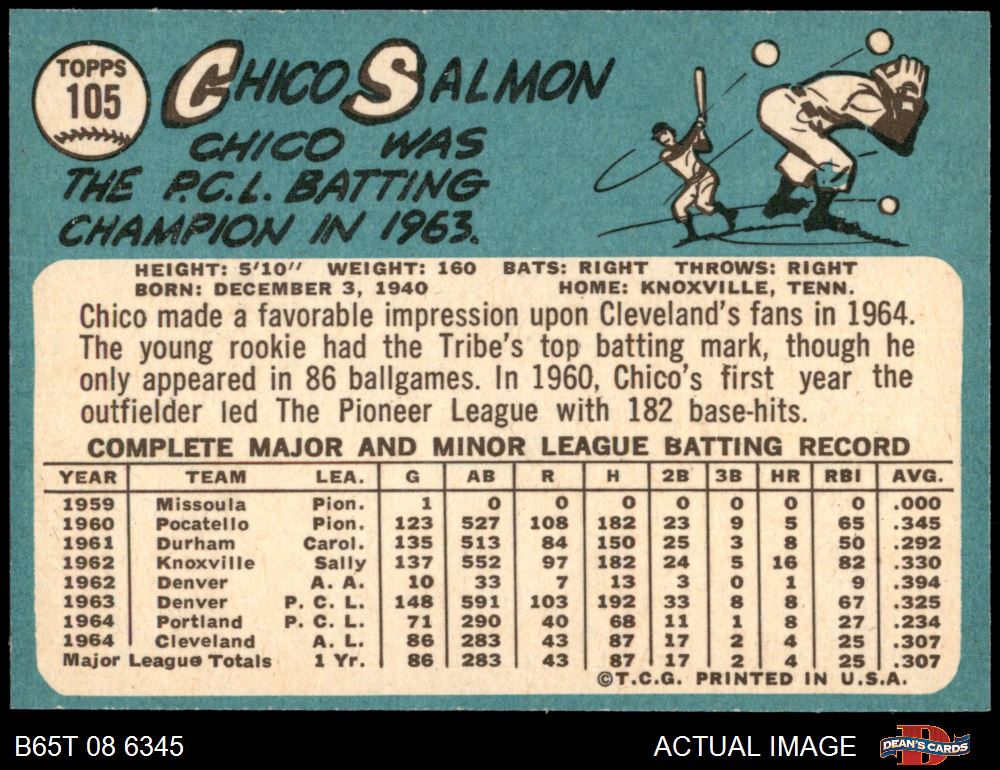 TOPPS
105
CHICO SALMON
CHICO WAS
THE P.C.L. BATTING
CHAMPION IN 1963.
HEIGHT: 5'10" WEIGHT: 160 BATS: RIGHT THROWS: RIGHT
BORN: DECEMBER 3, 1940 HOME: KNOXVILLE, TENN.
Chico made a favorable impression upon Cleveland's fans in 1964.
The young rookie had the Tribe's top batting mark, though he
only appeared in 86 ballgames. In 1960, Chico's first year the
outfielder led The Pioneer League with 182 base-hits.
COMPLETE MAJOR AND MINOR LEAGUE BATTING RECORD
YEAR TEAM LEA. G AB R H 2B 3B HR RBI AVG.
1959 Missoula Pion. 1 0 0 0 0 0 0 0 .000
1960 Pocatello Pion. 123 527 108 182 23 9 5 65 .345
1961 Durham Carol. 135 513 84 150 25 3 8 50 .292
1962 Knoxville Sally 137 552 97 182 24 5 16 82 .330
1962 Denver A. A. 10 33 7 13 3 0 1 9 .394
1963 Denver P. C. L. 148 591 103 192 33 8 8 67 .325
1964 Portland P. C. L. 71 290 40 68 11 1 8 27 .234
1964 Cleveland A. L. 86 283 43 87 17 2 4 25 .307
Major League Totals 1 Yr. 86 283 43 87 17 2 4 25 .307
©T.C.G. PRINTED IN U.S.A.
B65T 08 6345 ACTUAL IMAGE DEAN'S CARDS